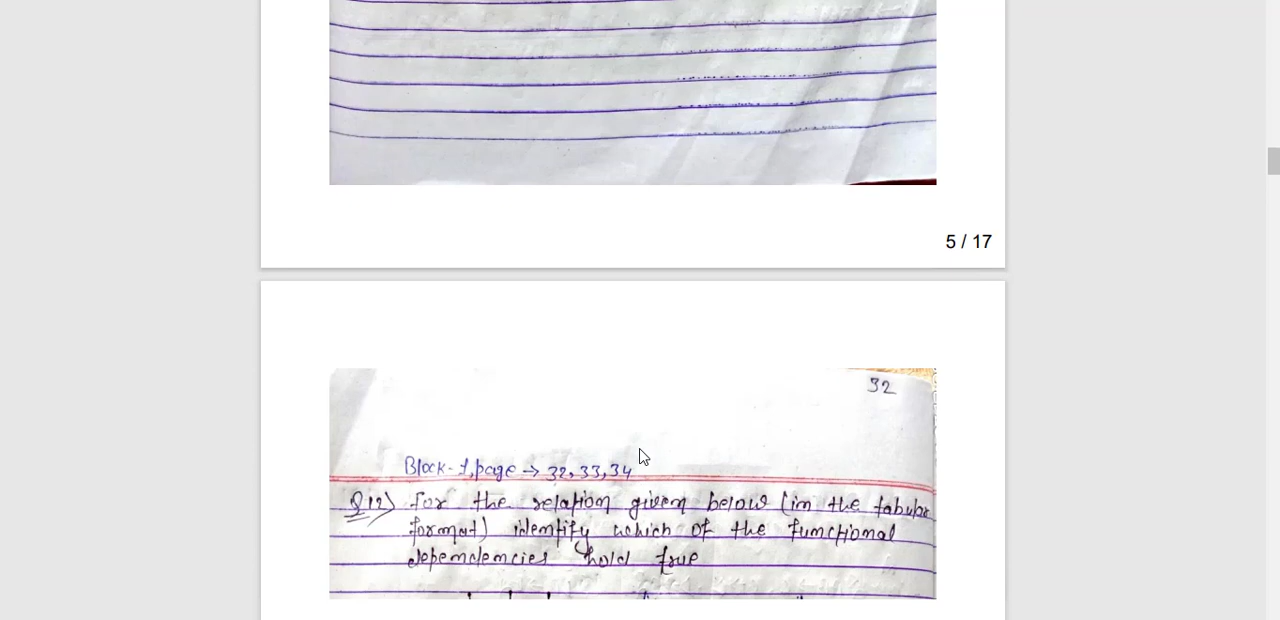 5 / 17
32
Block-1, page → 32, 33, 34
Q12) for the relation given below (in the tabular
format) identify which of the functional
dependencies hold true